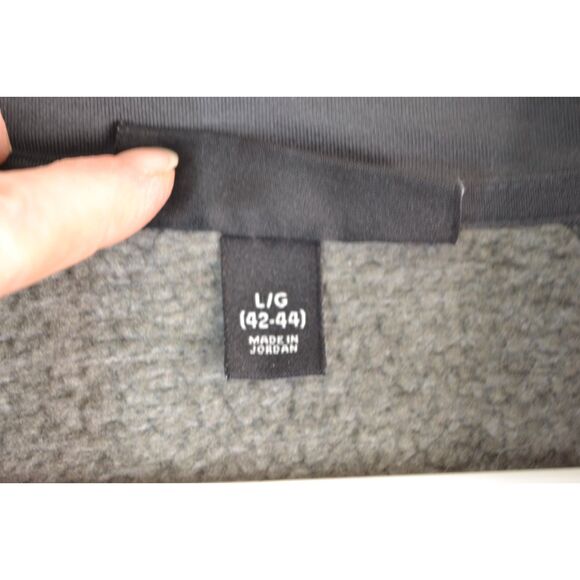 L/G
(42-44)
MADE IN
JORDAN